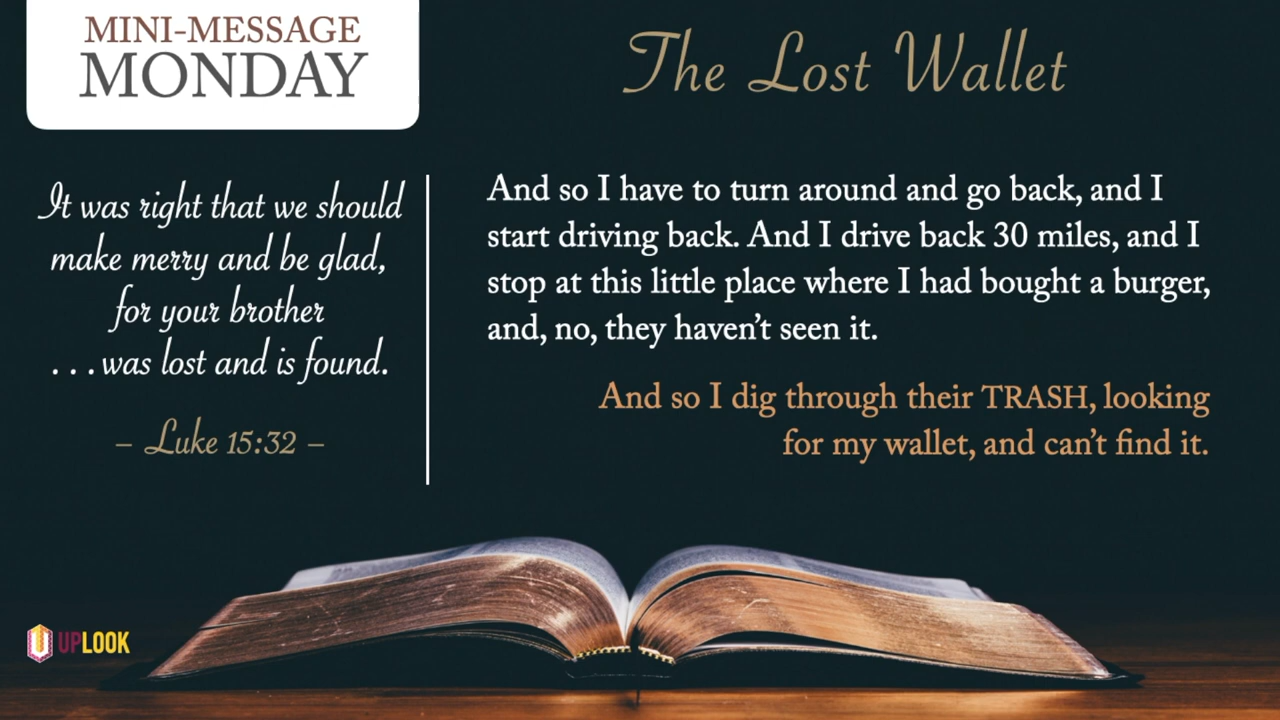 MINI-MESSAGE
MONDAY
The Lost Wallet
It was right that we should
make merry and be glad,
for your brother
. . . was lost and is found.
– Luke 15:32 –
And so I have to turn around and go back, and I
start driving back. And I drive back 30 miles, and I
stop at this little place where I had bought a burger,
and, no, they haven’t seen it.
And so I dig through their TRASH, looking
for my wallet, and can’t find it.
UPLOOK